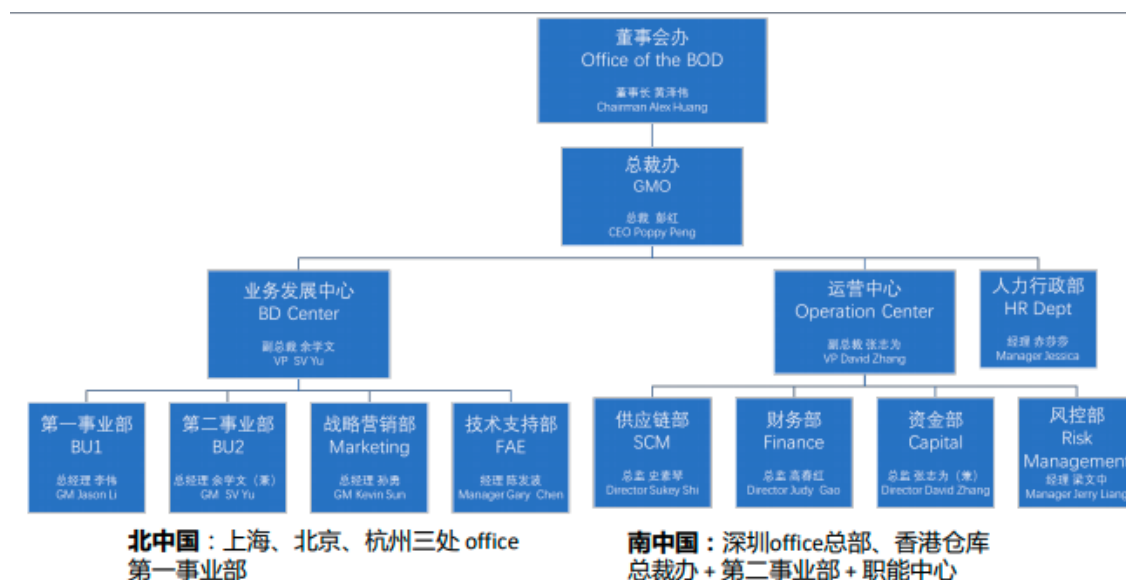 董事会办
Office of the BOD
董事长 黄泽伟
Chairman Alex Huang
总裁办
GMO
总裁 彭红
CEO Poppy Peng
业务发展中心
BD Center
副总裁 余学文
VP SV Yu
运营中心
Operation Center
副总裁 张志为
VP David Zhang
人力行政部
HR Dept
经理 亦莎莎
Manager Jessica
第一事业部
BU1
总经理 李伟
GM Jason Li
第二事业部
BU2
总经理 余学文（兼）
GM SV Yu
战略营销部
Marketing
总经理 孙勇
GM Kevin Sun
技术支持部
FAE
经理 陈发波
Manager Gary Chen
供应链部
SCM
总监 史素琴
Director Sukey Shi
财务部
Finance
总监 高春红
Director Judy Gao
资金部
Capital
总监 张志为（兼）
Director David Zhang
风控部
Risk
Management
经理 梁文中
Manager Jerry Liang
北中国：上海、北京、杭州三处 office
第一事业部
南中国：深圳office总部、香港仓库
总裁办 + 第二事业部 + 职能中心